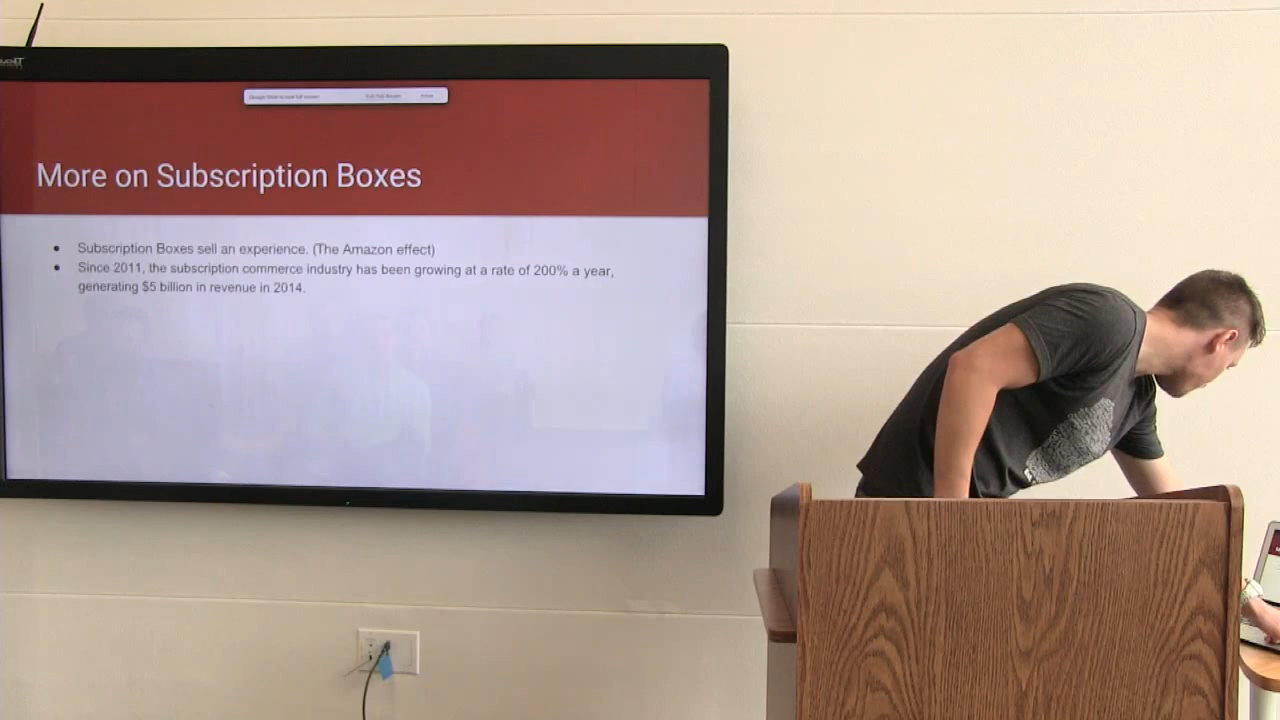 More on Subscription Boxes
Subscription Boxes sell an experience. (The Amazon effect)
Since 2011, the subscription commerce industry has been growing at a rate of 200% a year,
generating $5 billion in revenue in 2014.